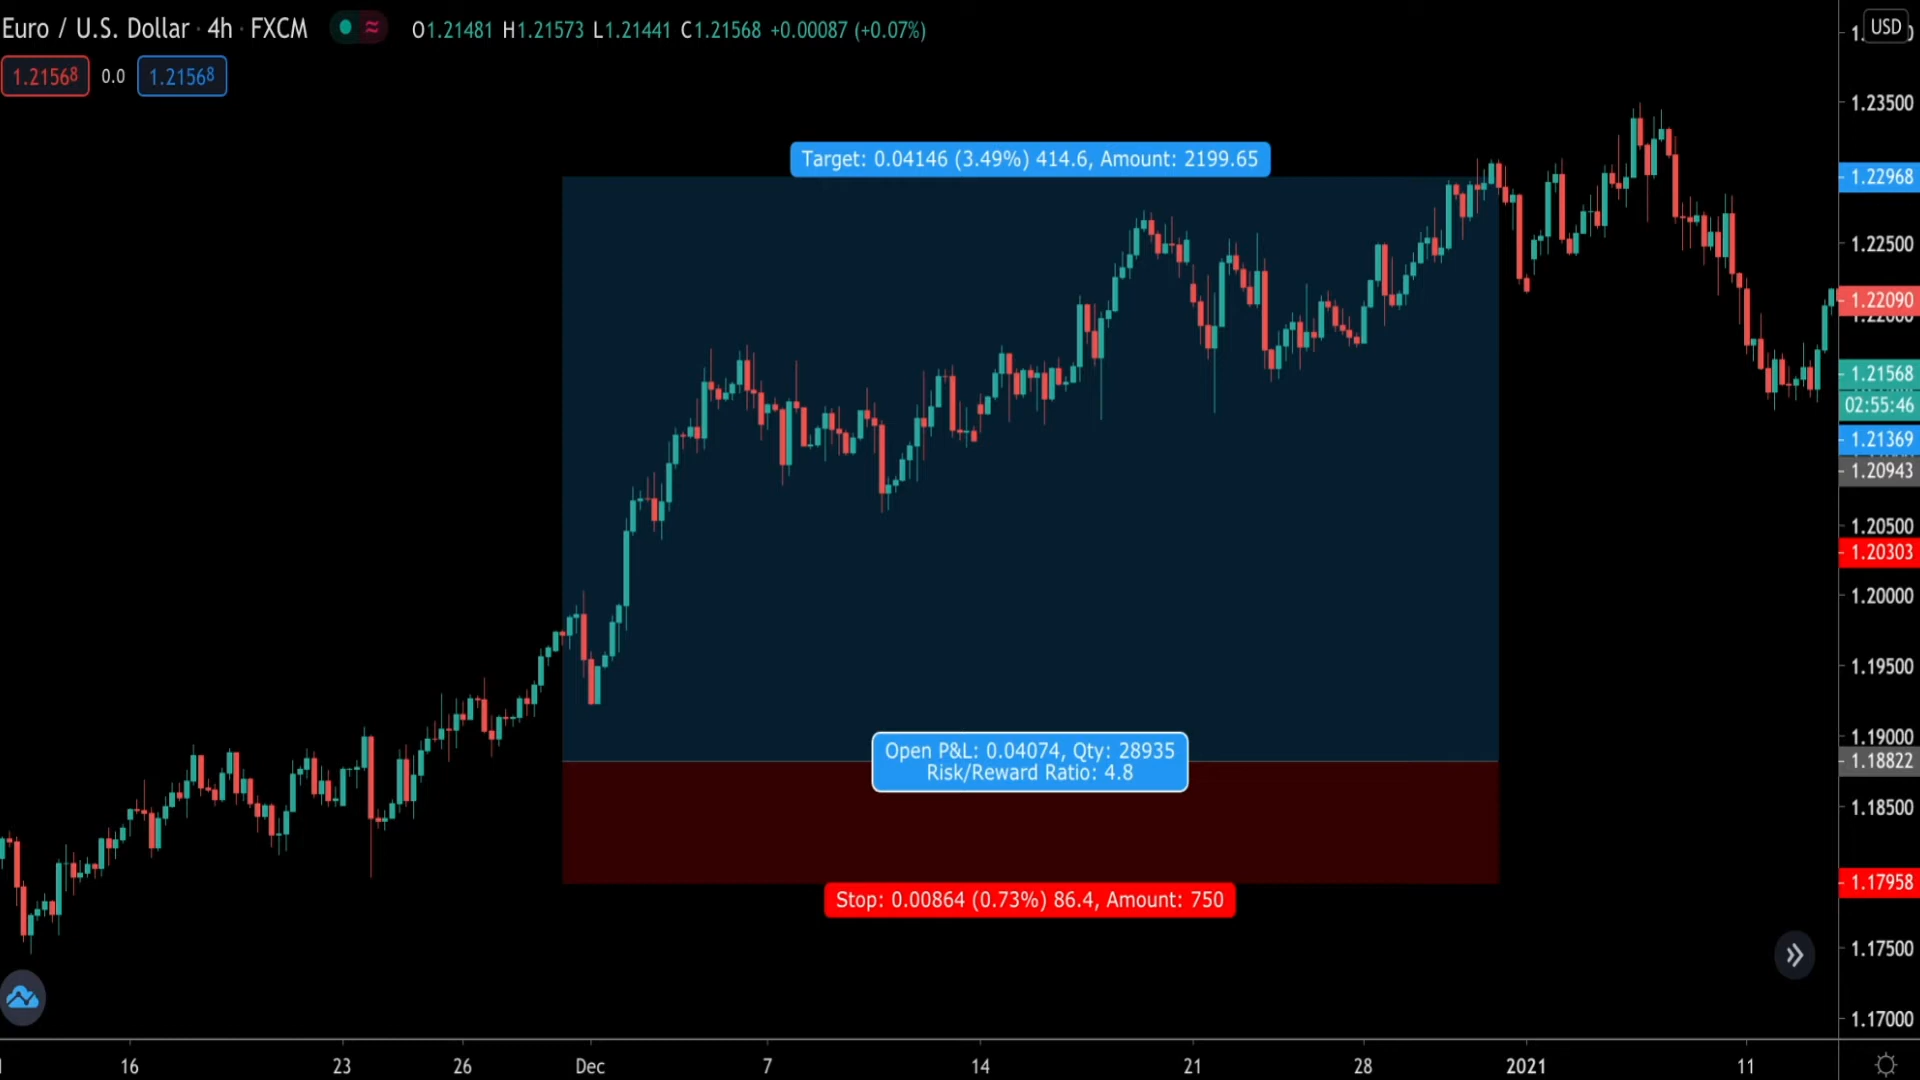 Euro / U.S. Dollar · 4h · FXCM
O1.21481 H1.21573 L1.21441 C1.21568 +0.00087 (+0.07%)
1.21568 0.0 1.21568
Target: 0.04146 (3.49%) 414.6, Amount: 2199.65
Open P&L: 0.04074, Qty: 28935
Risk/Reward Ratio: 4.8
Stop: 0.00864 (0.73%) 86.4, Amount: 750
USD
1.23500
1.22968
1.22500
1.22090
1.22000
1.21568
02:55:46
1.21369
1.20943
1.20500
1.20303
1.20000
1.19500
1.19000
1.18822
1.18500
1.17958
1.17500
1.17000
16 23 26 Dec 7 14 21 28 2021 11